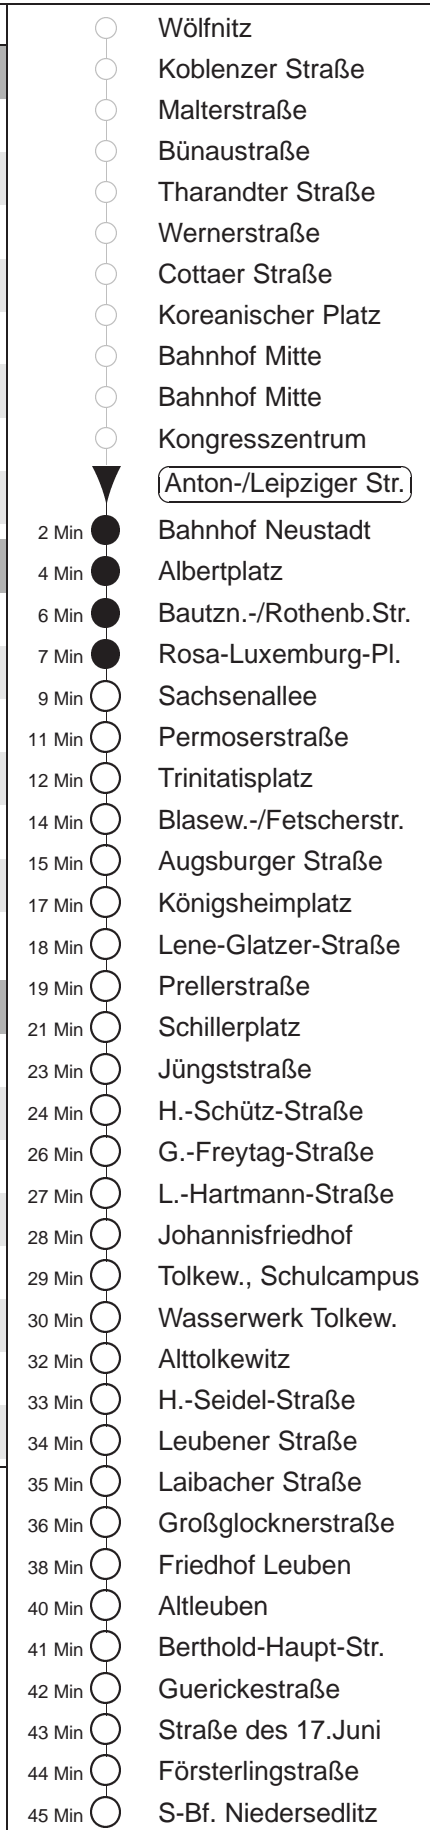 Wölfnitz
Koblenzer Straße
Malterstraße
Bünaustraße
Tharandter Straße
Wernerstraße
Cottaer Straße
Koreanischer Platz
Bahnhof Mitte
Bahnhof Mitte
Kongresszentrum
Anton-/Leipziger Str.
2 Min Bahnhof Neustadt
4 Min Albertplatz
6 Min Bautzn.-/Rothenb.Str.
7 Min Rosa-Luxemburg-Pl.
9 Min Sachsenallee
11 Min Permoserstraße
12 Min Trinitatisplatz
14 Min Blasew.-/Fetscherstr.
15 Min Augsburger Straße
17 Min Königsheimplatz
18 Min Lene-Glatzer-Straße
19 Min Prellerstraße
21 Min Schillerplatz
23 Min Jüngststraße
24 Min H.-Schütz-Straße
26 Min G.-Freytag-Straße
27 Min L.-Hartmann-Straße
28 Min Johannisfriedhof
29 Min Tolkew., Schulcampus
30 Min Wasserwerk Tolkew.
32 Min Alttolkewitz
33 Min H.-Seidel-Straße
34 Min Leubener Straße
35 Min Laibacher Straße
36 Min Großglocknerstraße
38 Min Friedhof Leuben
40 Min Altleuben
41 Min Berthold-Haupt-Str.
42 Min Guerickestraße
43 Min Straße des 17.Juni
44 Min Försterlingstraße
45 Min S-Bf. Niedersedlitz